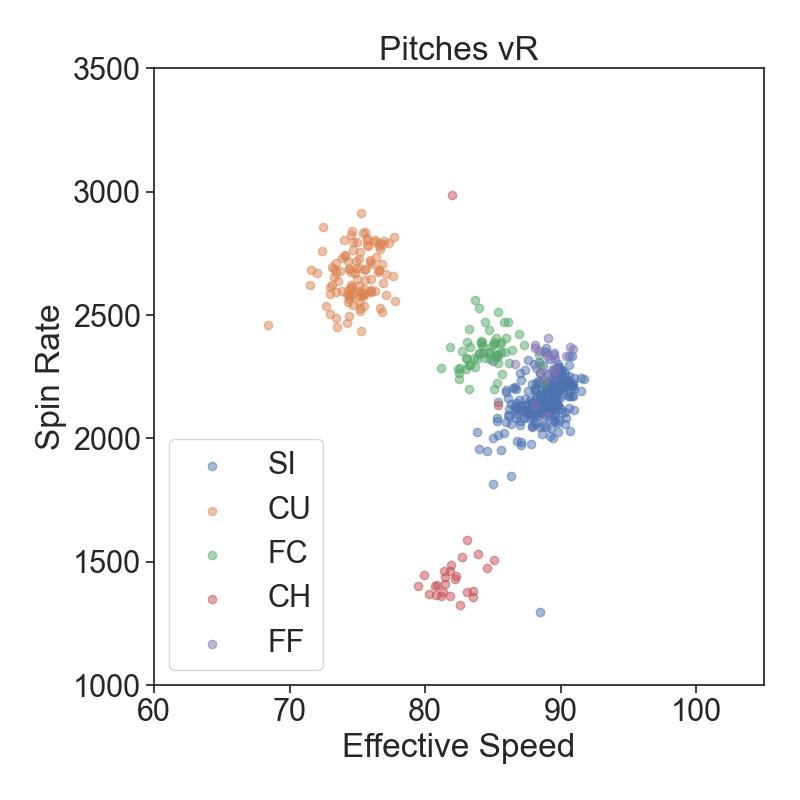 Pitches vR
3500
3000
2500
2000
1500
1000
Spin Rate
SI
CU
FC
CH
FF
60 70 80 90 100
Effective Speed